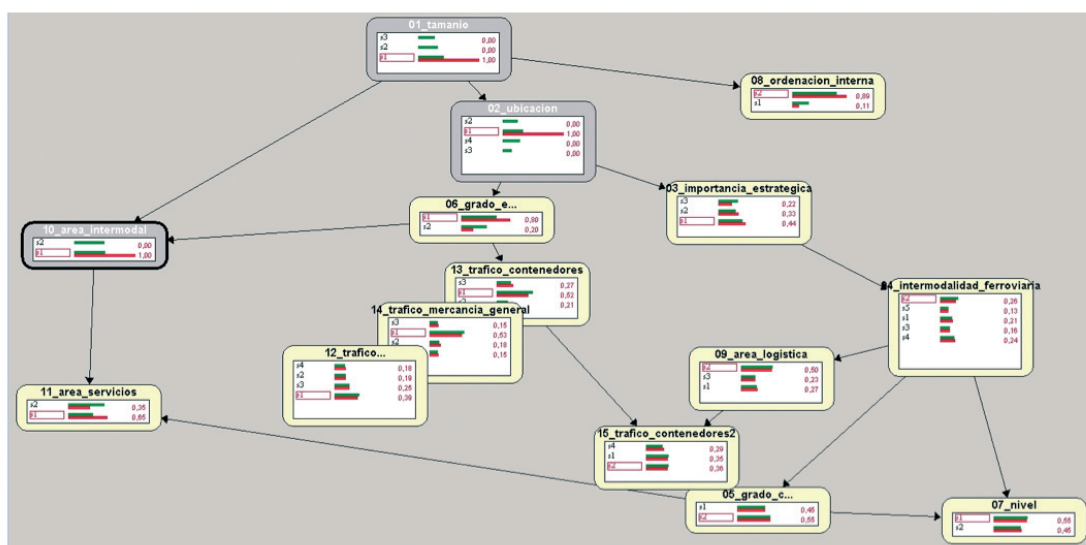 01_tamanio
s3 0,00
s2 0,00
s1 1,00
08_ordenacion_interna
s2 0,89
s1 0,11
02_ubicacion
s2 0,00
s1 1,00
s4 0,00
s3 0,00
03_importancia_estrategica
s3 0,22
s2 0,33
s1 0,44
06_grado_e...
s1 0,80
s2 0,20
10_area_intermodal
s2 0,00
s1 1,00
13_trafico_contenedores
s3 0,27
s1 0,52
0,21
04_intermodalidad_ferroviaria
s2 0,26
s5 0,13
s1 0,21
s3 0,16
s4 0,24
14_trafico_mercancia_general
s3 0,15
s1 0,53
s2 0,18
0,15
12_trafico...
s4 0,18
s2 0,19
s3 0,25
s1 0,39
09_area_logistica
s2 0,50
s3 0,23
s1 0,27
11_area_servicios
s2 0,35
s1 0,65
15_trafico_contenedores2
s4 0,29
s1 0,35
s2 0,36
05_grado_c...
s1 0,45
s2 0,55
07_nivel
s1 0,55
s2 0,45